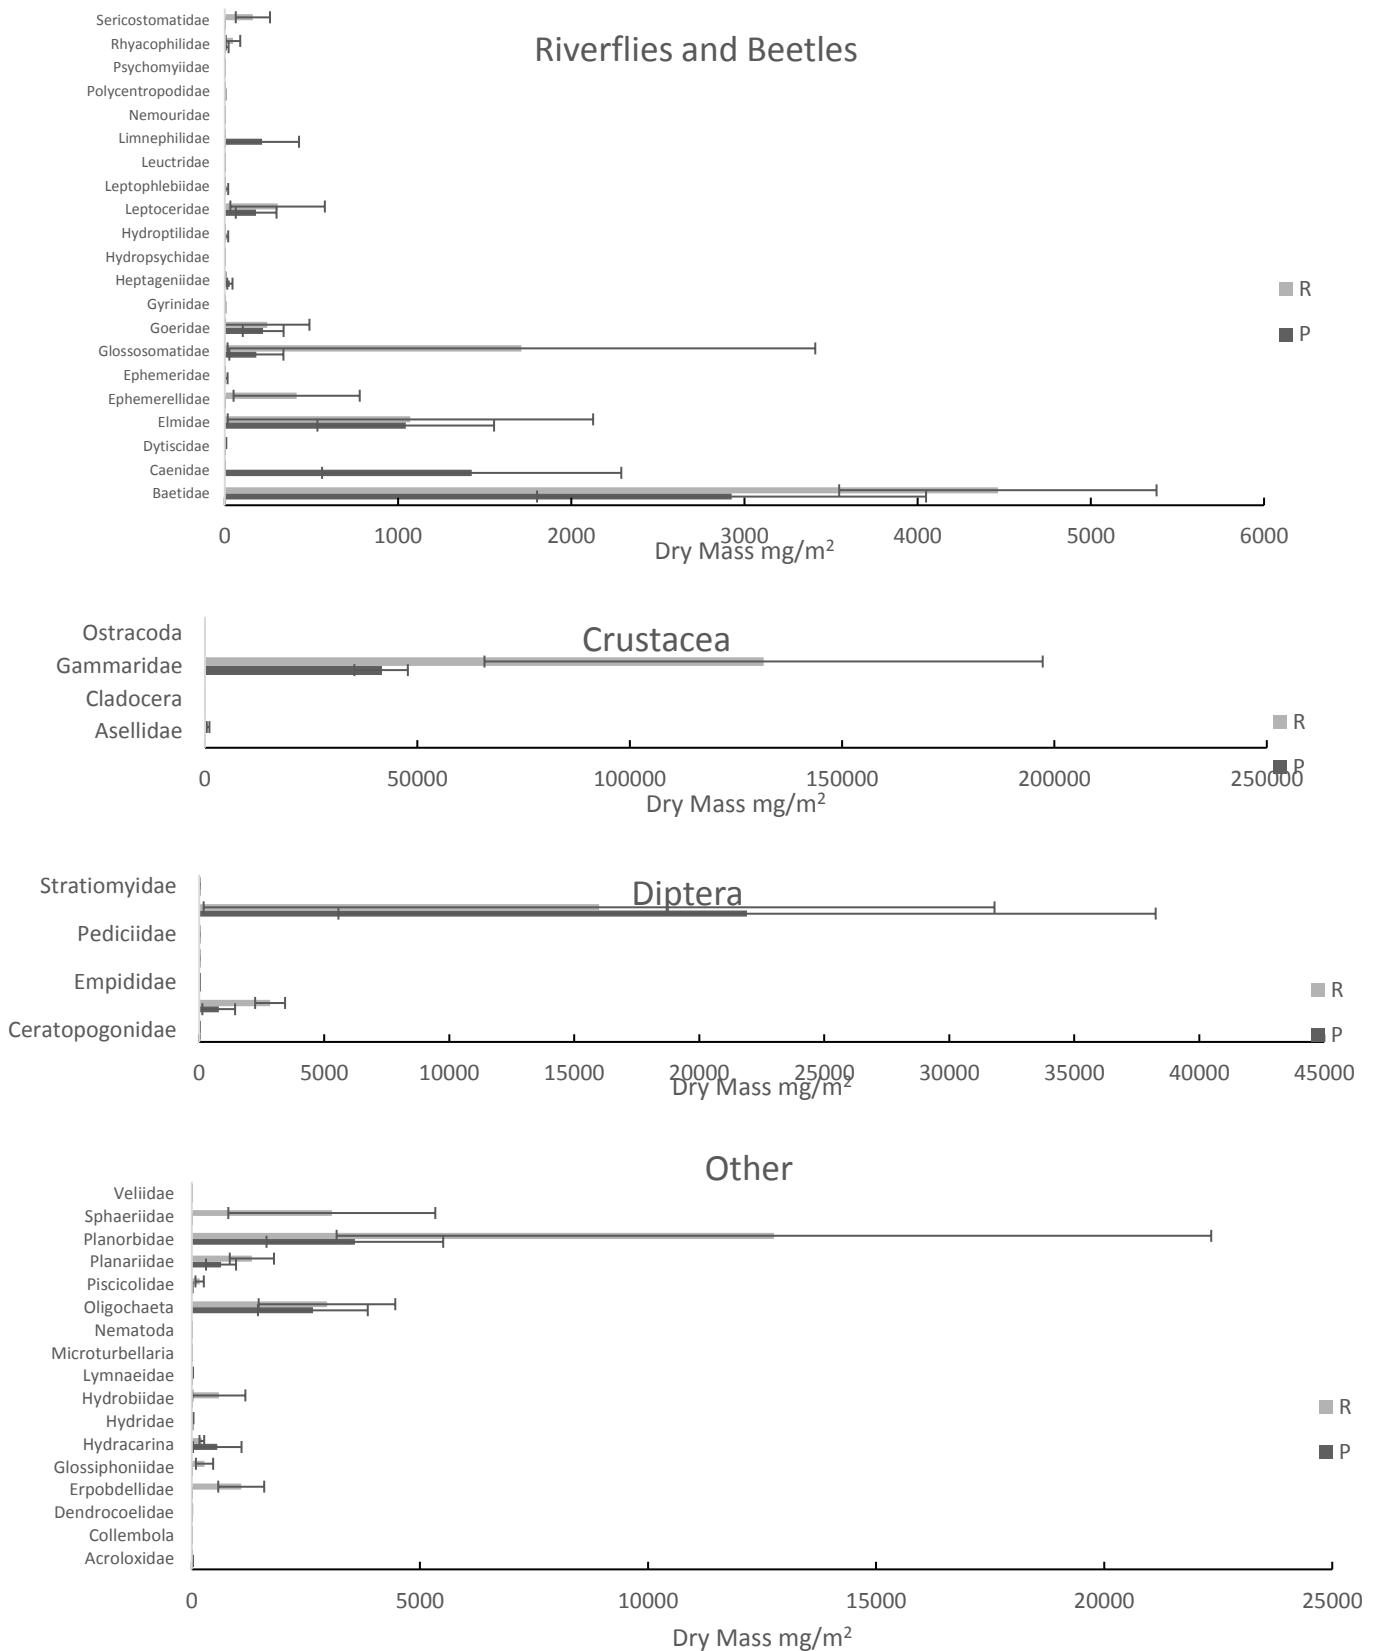 Riverflies and Beetles
Sericostomatidae
Rhyacophilidae
Psychomyiidae
Polycentropodidae
Nemouridae
Limnephilidae
Leuctridae
Leptophlebiidae
Leptoceridae
Hydroptilidae
Hydropsychidae
Heptageniidae
Gyrinidae
Goeridae
Glossosomatidae
Ephemeridae
Ephemerellidae
Elmidae
Dytiscidae
Caenidae
Baetidae
R
P
0 1000 2000 3000 4000 5000 6000
Dry Mass mg/m²
Crustacea
Ostracoda
Gammaridae
Cladocera
Asellidae
R
P
0 50000 100000 150000 200000 250000
Dry Mass mg/m²
Diptera
Stratiomyidae
Pediciidae
Empididae
Ceratopogonidae
R
P
0 5000 10000 15000 20000 25000 30000 35000 40000 45000
Dry Mass mg/m²
Other
Veliidae
Sphaeriidae
Planorbidae
Planariidae
Piscicolidae
Oligochaeta
Nematoda
Microturbellaria
Lymnaeidae
Hydrobiidae
Hydridae
Hydracarina
Glossiphoniidae
Erpobdellidae
Dendrocoelidae
Collembola
Acroloxidae
R
P
0 5000 10000 15000 20000 25000
Dry Mass mg/m²